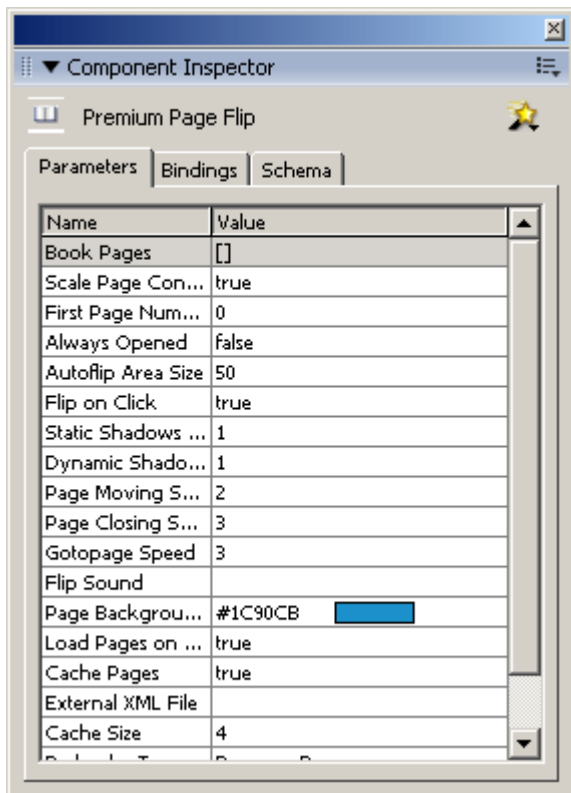 Component Inspector
Premium Page Flip
Parameters Bindings Schema
Name Value
Book Pages []
Scale Page Con... true
First Page Num... 0
Always Opened false
Autoflip Area Size 50
Flip on Click true
Static Shadows ... 1
Dynamic Shado... 1
Page Moving S... 2
Page Closing S... 3
Gotopage Speed 3
Flip Sound
Page Backgrou... #1C90CB
Load Pages on ... true
Cache Pages true
External XML File
Cache Size 4